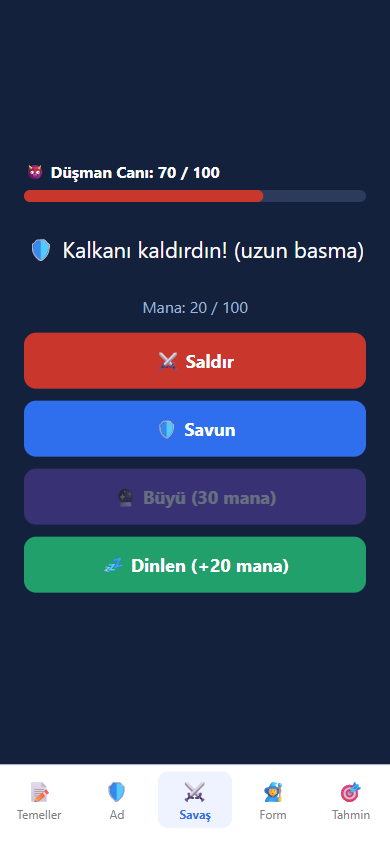 😈 Düşman Canı: 70 / 100
🛡️ Kalkanı kaldırdın! (uzun basma)
Mana: 20 / 100
⚔️ Saldır
🛡️ Savun
🔮 Büyü (30 mana)
💤 Dinlen (+20 mana)
📝 Temeller
🛡️ Ad
⚔️ Savaş
🧙 Form
🎯 Tahmin